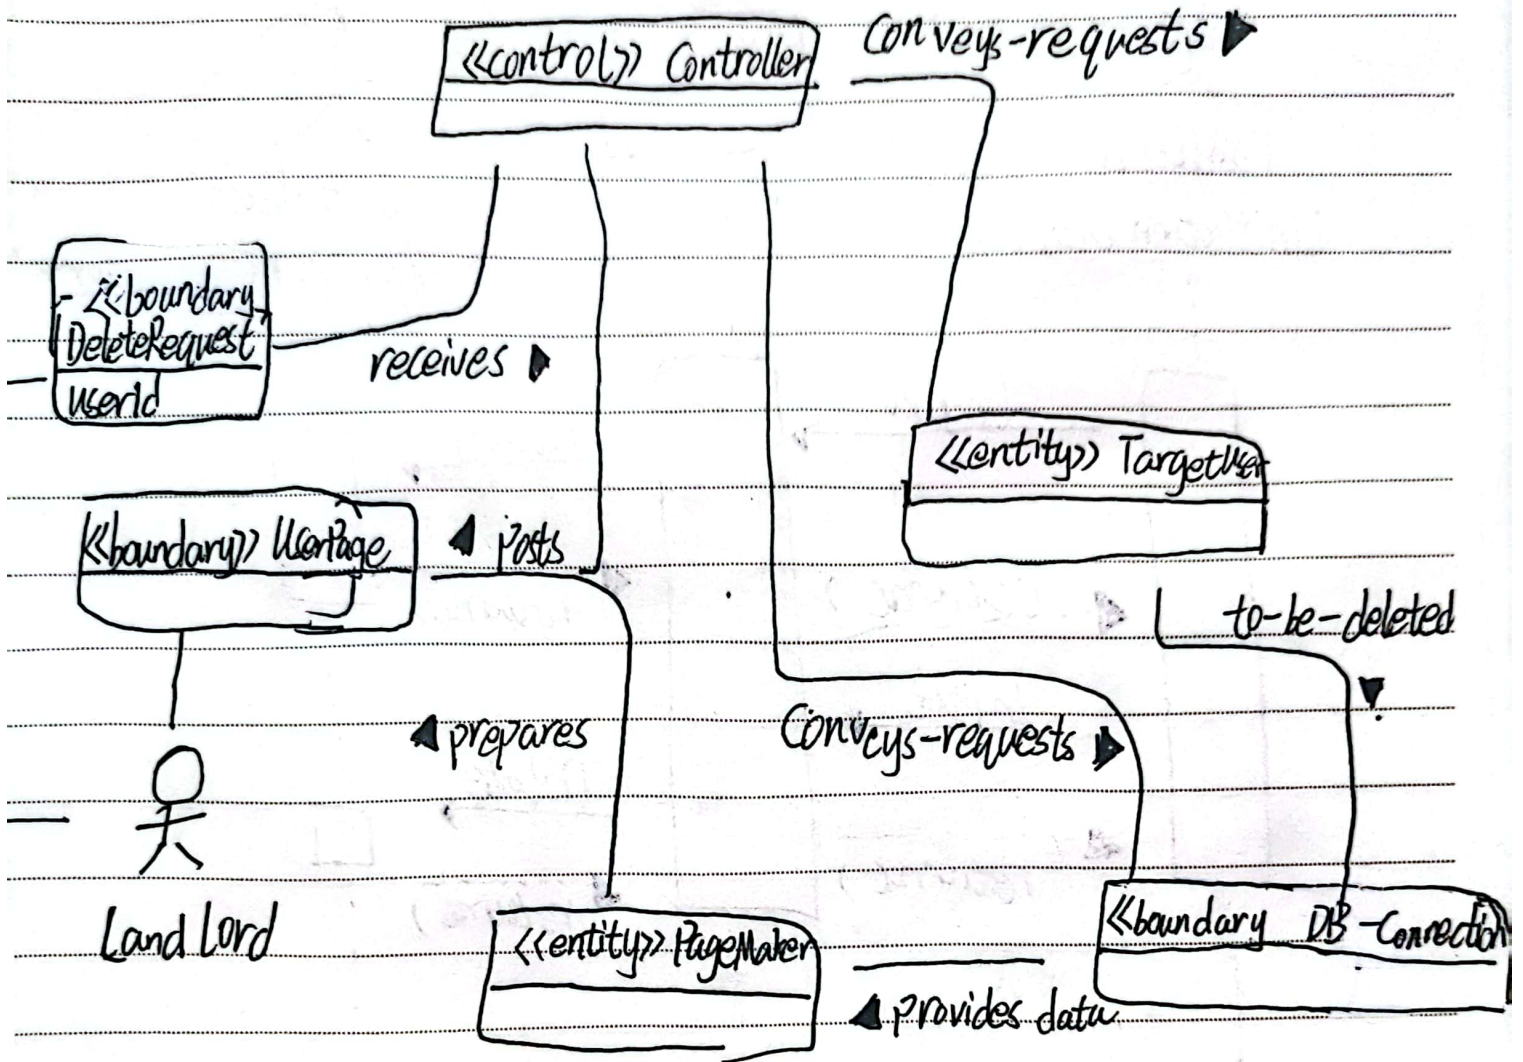 <<control>> Controller
Conveys-requests
<<boundary
DeleteRequest
userId
receives
<<entity>> TargetUser
<<boundary>> UserPage
posts
to-be-deleted
prepares
Conveys-requests
Land Lord
<<entity>> PageMaker
<<boundary DB-Connection
provides data